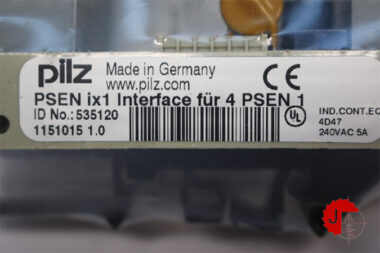 pilz Made in Germany
www.pilz.com
PSEN ix1 Interface für 4 PSEN 1
ID No.: 535120
1151015 1.0
CE
UL
IND.CONT.EQ
4D47
240VAC 5A